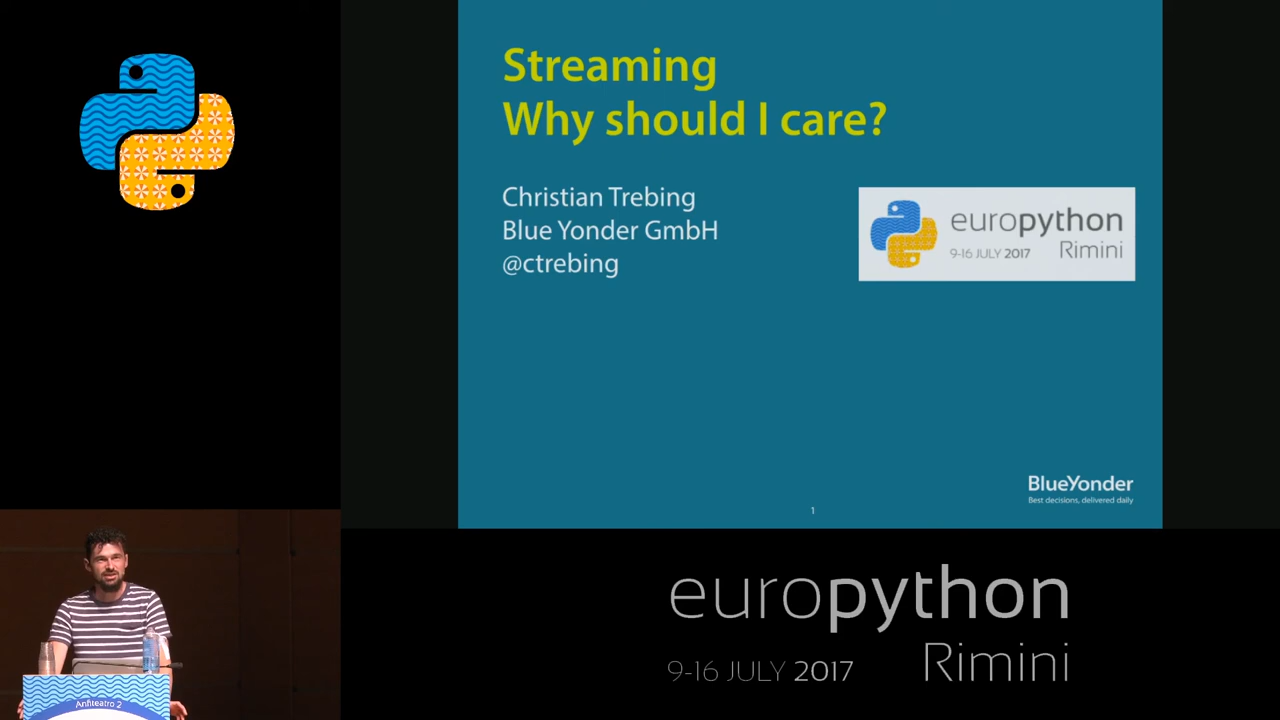 Streaming
Why should I care?
Christian Trebing
Blue Yonder GmbH
@ctrebing
europython
9-16 JULY 2017 Rimini
BlueYonder
Best decisions, delivered daily
1
europython
9-16 JULY 2017 Rimini
Anfiteatro 2